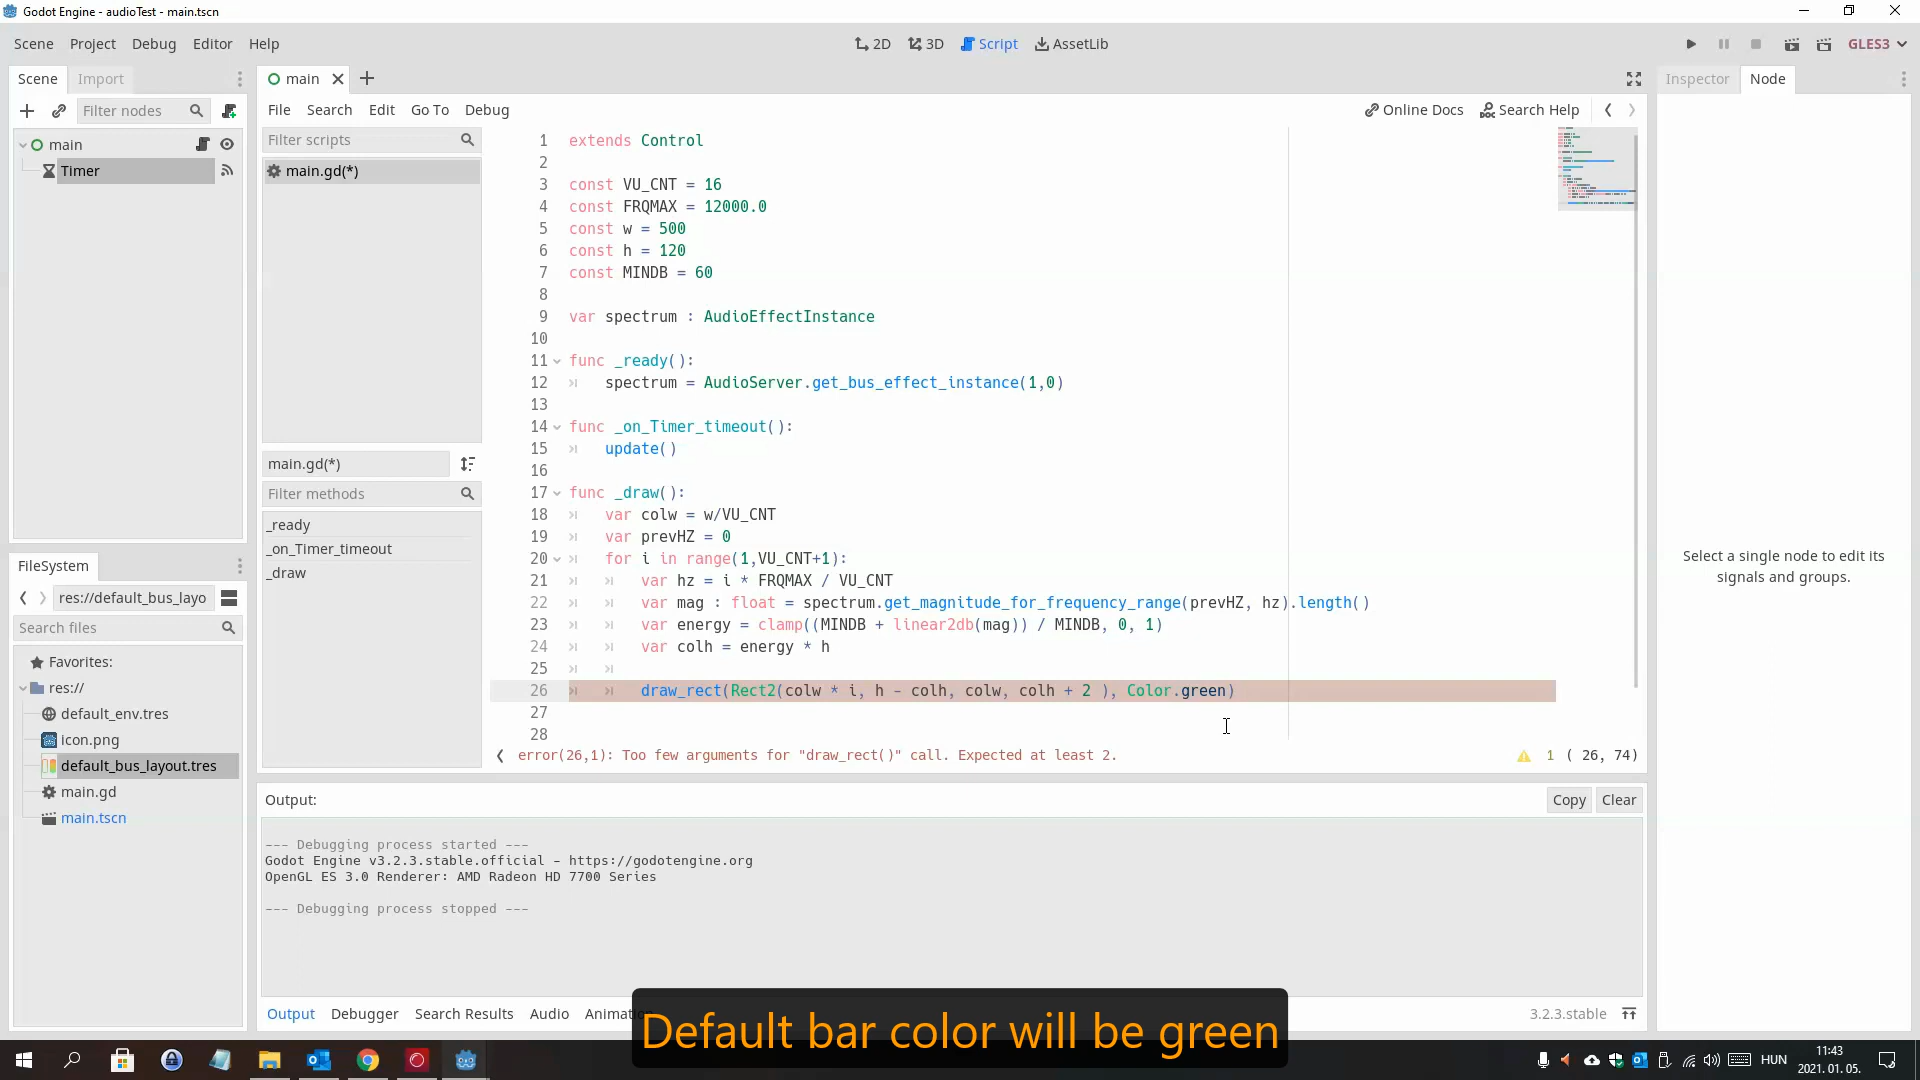 Godot Engine - audioTest - main.tscn
Scene Project Debug Editor Help
2D 3D Script AssetLib
GLES3
Scene Import
main
Inspector Node
Filter nodes
File Search Edit Go To Debug
Online Docs Search Help
main
Timer
Filter scripts
main.gd(*)
main.gd(*)
Filter methods
_ready
_on_Timer_timeout
_draw
1 extends Control
2
3 const VU_CNT = 16
4 const FRQMAX = 12000.0
5 const w = 500
6 const h = 120
7 const MINDB = 60
8
9 var spectrum : AudioEffectInstance
10
11 func _ready():
12 spectrum = AudioServer.get_bus_effect_instance(1,0)
13
14 func _on_Timer_timeout():
15 update()
16
17 func _draw():
18 var colw = w/VU_CNT
19 var prevHZ = 0
20 for i in range(1,VU_CNT+1):
21 var hz = i * FRQMAX / VU_CNT
22 var mag : float = spectrum.get_magnitude_for_frequency_range(prevHZ, hz).length()
23 var energy = clamp((MINDB + linear2db(mag)) / MINDB, 0, 1)
24 var colh = energy * h
25
26 draw_rect(Rect2(colw * i, h - colh, colw, colh + 2 ), Color.green)
27
28
error(26,1): Too few arguments for "draw_rect()" call. Expected at least 2.
1 ( 26, 74)
Select a single node to edit its
signals and groups.
FileSystem
res://default_bus_layo
Search files
Favorites:
res://
default_env.tres
icon.png
default_bus_layout.tres
main.gd
main.tscn
Output:
Copy Clear
--- Debugging process started ---
Godot Engine v3.2.3.stable.official - https://godotengine.org
OpenGL ES 3.0 Renderer: AMD Radeon HD 7700 Series
--- Debugging process stopped ---
Output Debugger Search Results Audio Animati
3.2.3.stable
Default bar color will be green
HUN
11:43
2021. 01. 05.